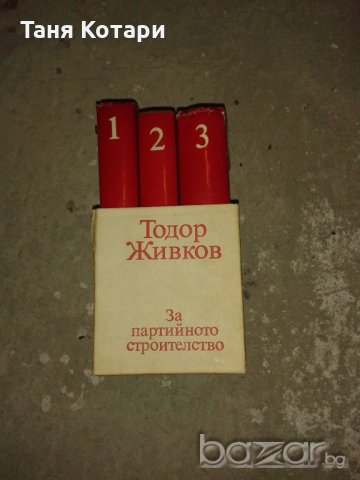 Таня Котари
1 2 3
Тодор
Живков
За
партийното
строителство
bazar.bg